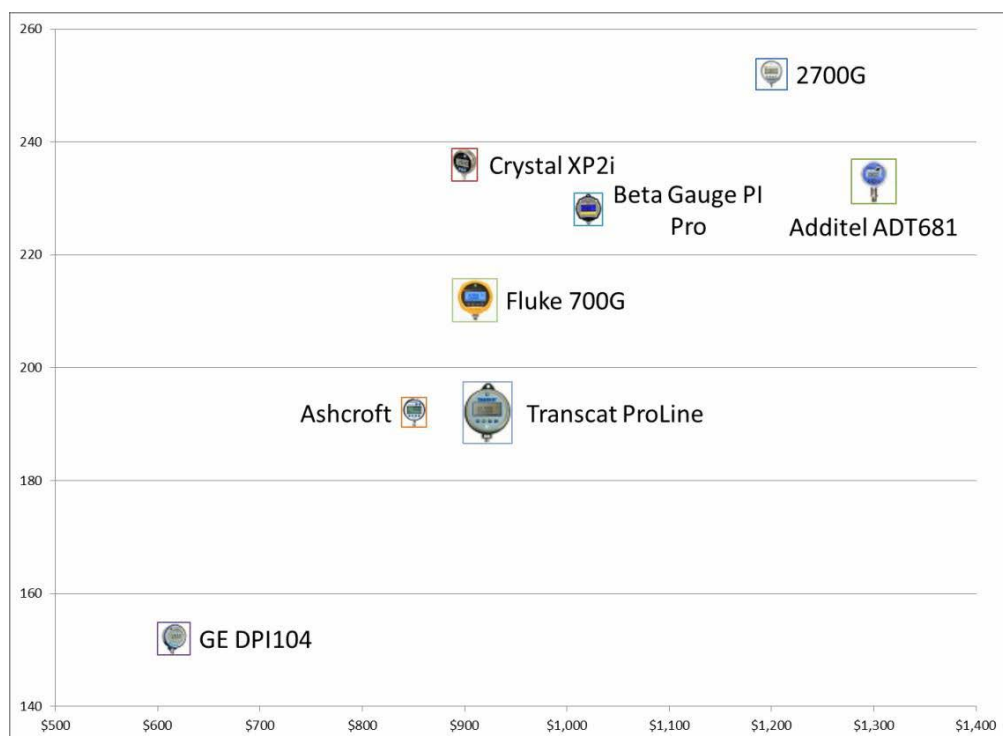 260
2700G
240
Crystal XP2i
Beta Gauge PI
Pro
Additel ADT681
220
Fluke 700G
200
Ashcroft
Transcat ProLine
180
160
GE DPI104
140
$500 $600 $700 $800 $900 $1,000 $1,100 $1,200 $1,300 $1,400